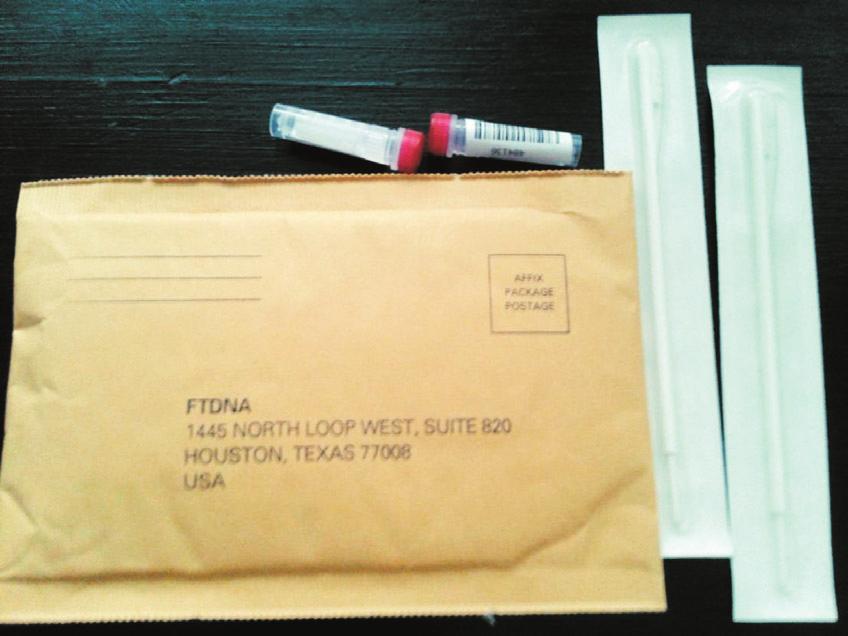 AFFIX
PACKAGE
POSTAGE
FTDNA
1445 NORTH LOOP WEST, SUITE 820
HOUSTON, TEXAS 77008
USA